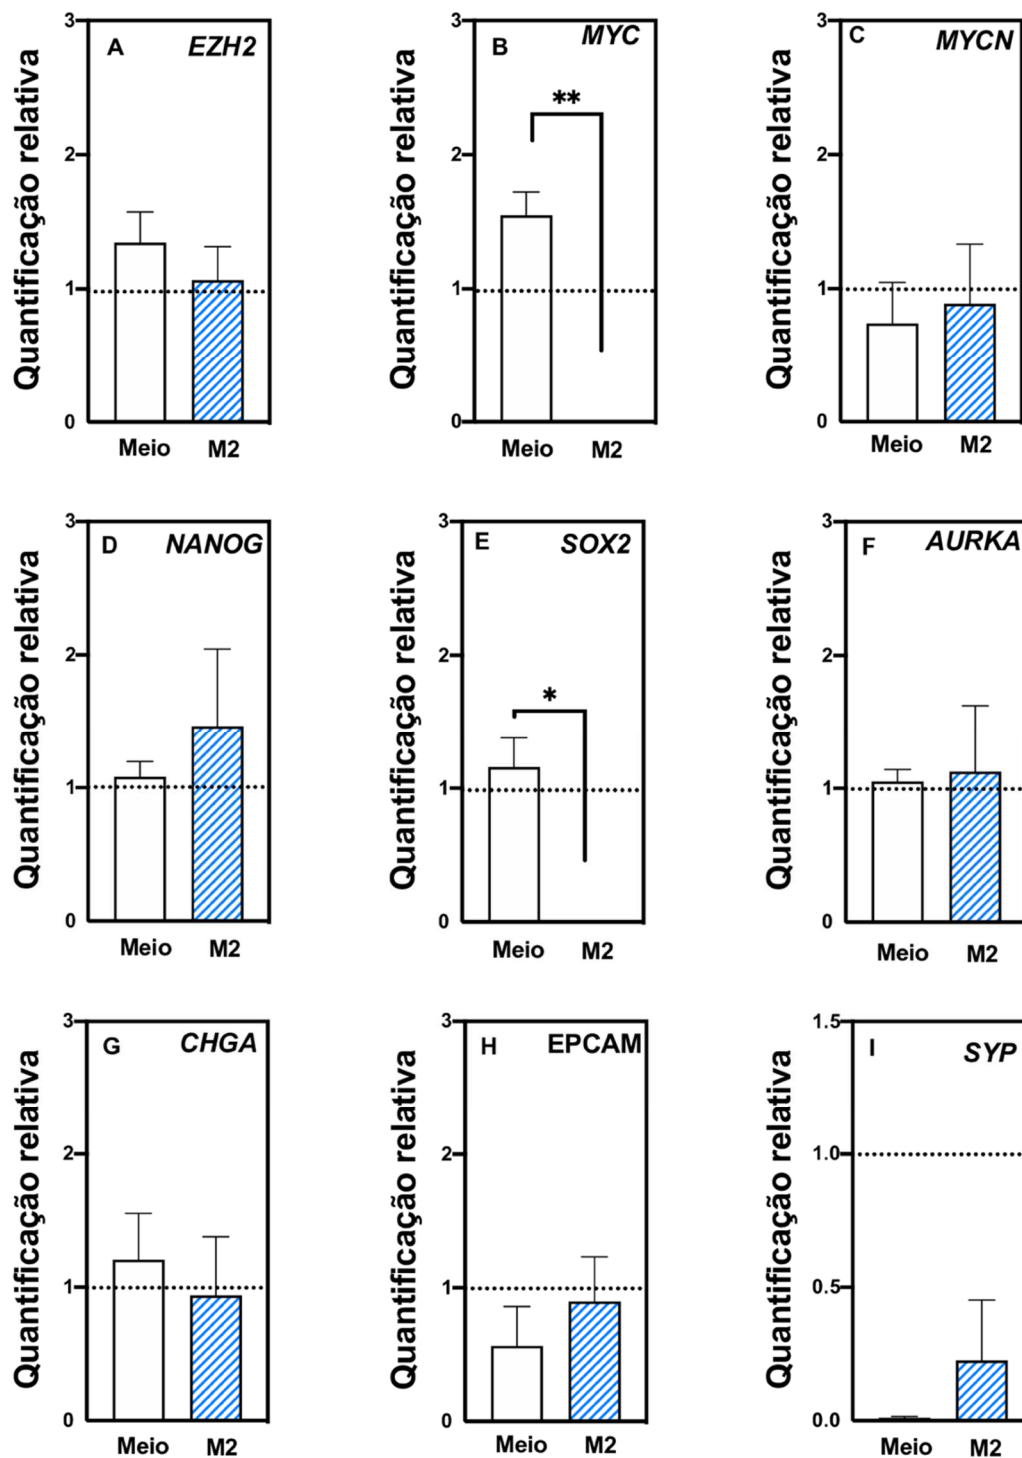 A EZH2
Quantificação relativa
3
2
1
0
Meio M2
B MYC
Quantificação relativa
3
2
1
0
**
Meio M2
C MYCN
Quantificação relativa
3
2
1
0
Meio M2
D NANOG
Quantificação relativa
3
2
1
0
Meio M2
E SOX2
Quantificação relativa
3
2
1
0
*
Meio M2
F AURKA
Quantificação relativa
3
2
1
0
Meio M2
G CHGA
Quantificação relativa
3
2
1
0
Meio M2
H EPCAM
Quantificação relativa
3
2
1
0
Meio M2
I SYP
Quantificação relativa
1.5
1.0
0.5
0.0
Meio M2